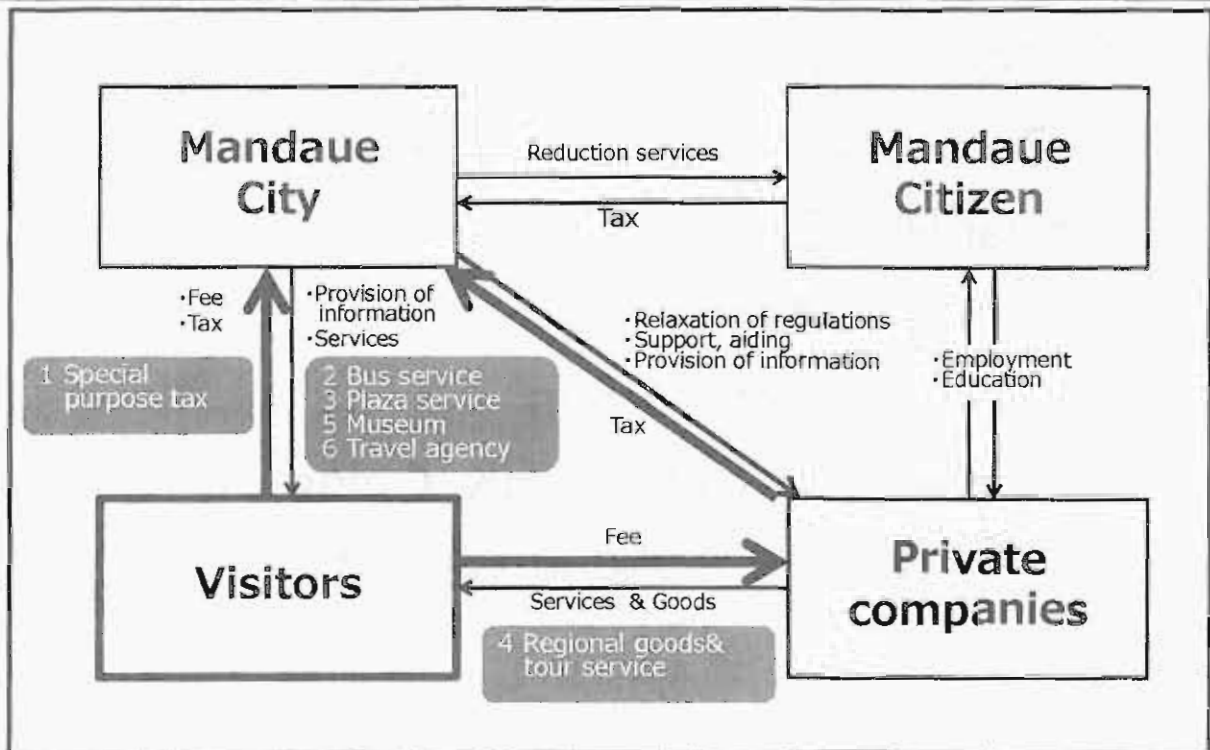 Mandaue
City
Mandaue
Citizen
Reduction services
Tax
·Fee
·Tax
·Provision of
information
·Services
·Relaxation of regulations
·Support, aiding
·Provision of information
·Employment
·Education
1 Special
purpose tax
2 Bus service
3 Plaza service
5 Museum
6 Travel agency
Tax
Visitors
Fee
Services & Goods
Private
companies
4 Regional goods&
tour service